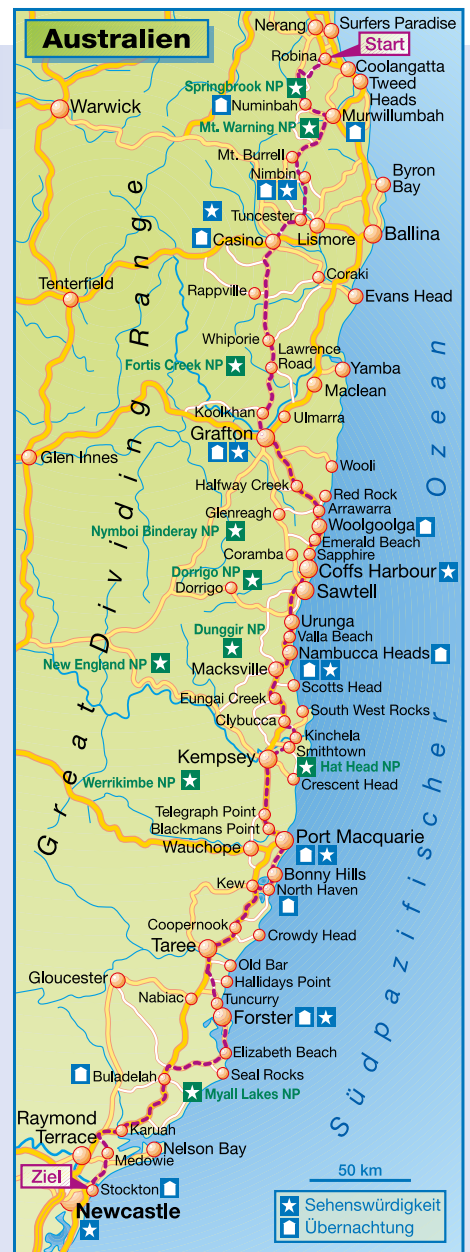 Australien
Nerang
Surfers Paradise
Start
Robina
Coolangatta
Springbrook NP
Tweed
Heads
Warwick
Numinbah
Murwillumbah
Mt. Warning NP
Mt. Burrell
Nimbin
Byron
Bay
Tuncester
Casino
Lismore
Ballina
Coraki
Tenterfield
Rappville
Evans Head
Whiporie
Lawrence
Road
Fortis Creek NP
Yamba
Maclean
Koolkhan
Ulmarra
Grafton
Glen Innes
Wooli
Halfway Creek
Red Rock
Glenreagh
Arrawarra
Woolgoolga
Nymboi Binderay NP
Emerald Beach
Coramba
Sapphire
Coffs Harbour
Dorrigo NP
Dorrigo
Sawtell
Urunga
Dunggir NP
Valla Beach
Nambucca Heads
New England NP
Macksville
Scotts Head
Eungai Creek
South West Rocks
Clybucca
Kinchela
Smithtown
Kempsey
Hat Head NP
Werrikimbe NP
Crescent Head
Telegraph Point
Blackmans Point
Port Macquarie
Wauchope
Bonny Hills
Kew
North Haven
Coopernook
Crowdy Head
Taree
Old Bar
Gloucester
Hallidays Point
Nabiac
Tuncurry
Forster
Elizabeth Beach
Buladelah
Seal Rocks
Myall Lakes NP
Raymond
Terrace
Karuah
Nelson Bay
Medowie
Ziel
Stockton
Newcastle
Great Dividing Range
Südpazifischer Ozean
50 km
Sehenswürdigkeit
Übernachtung